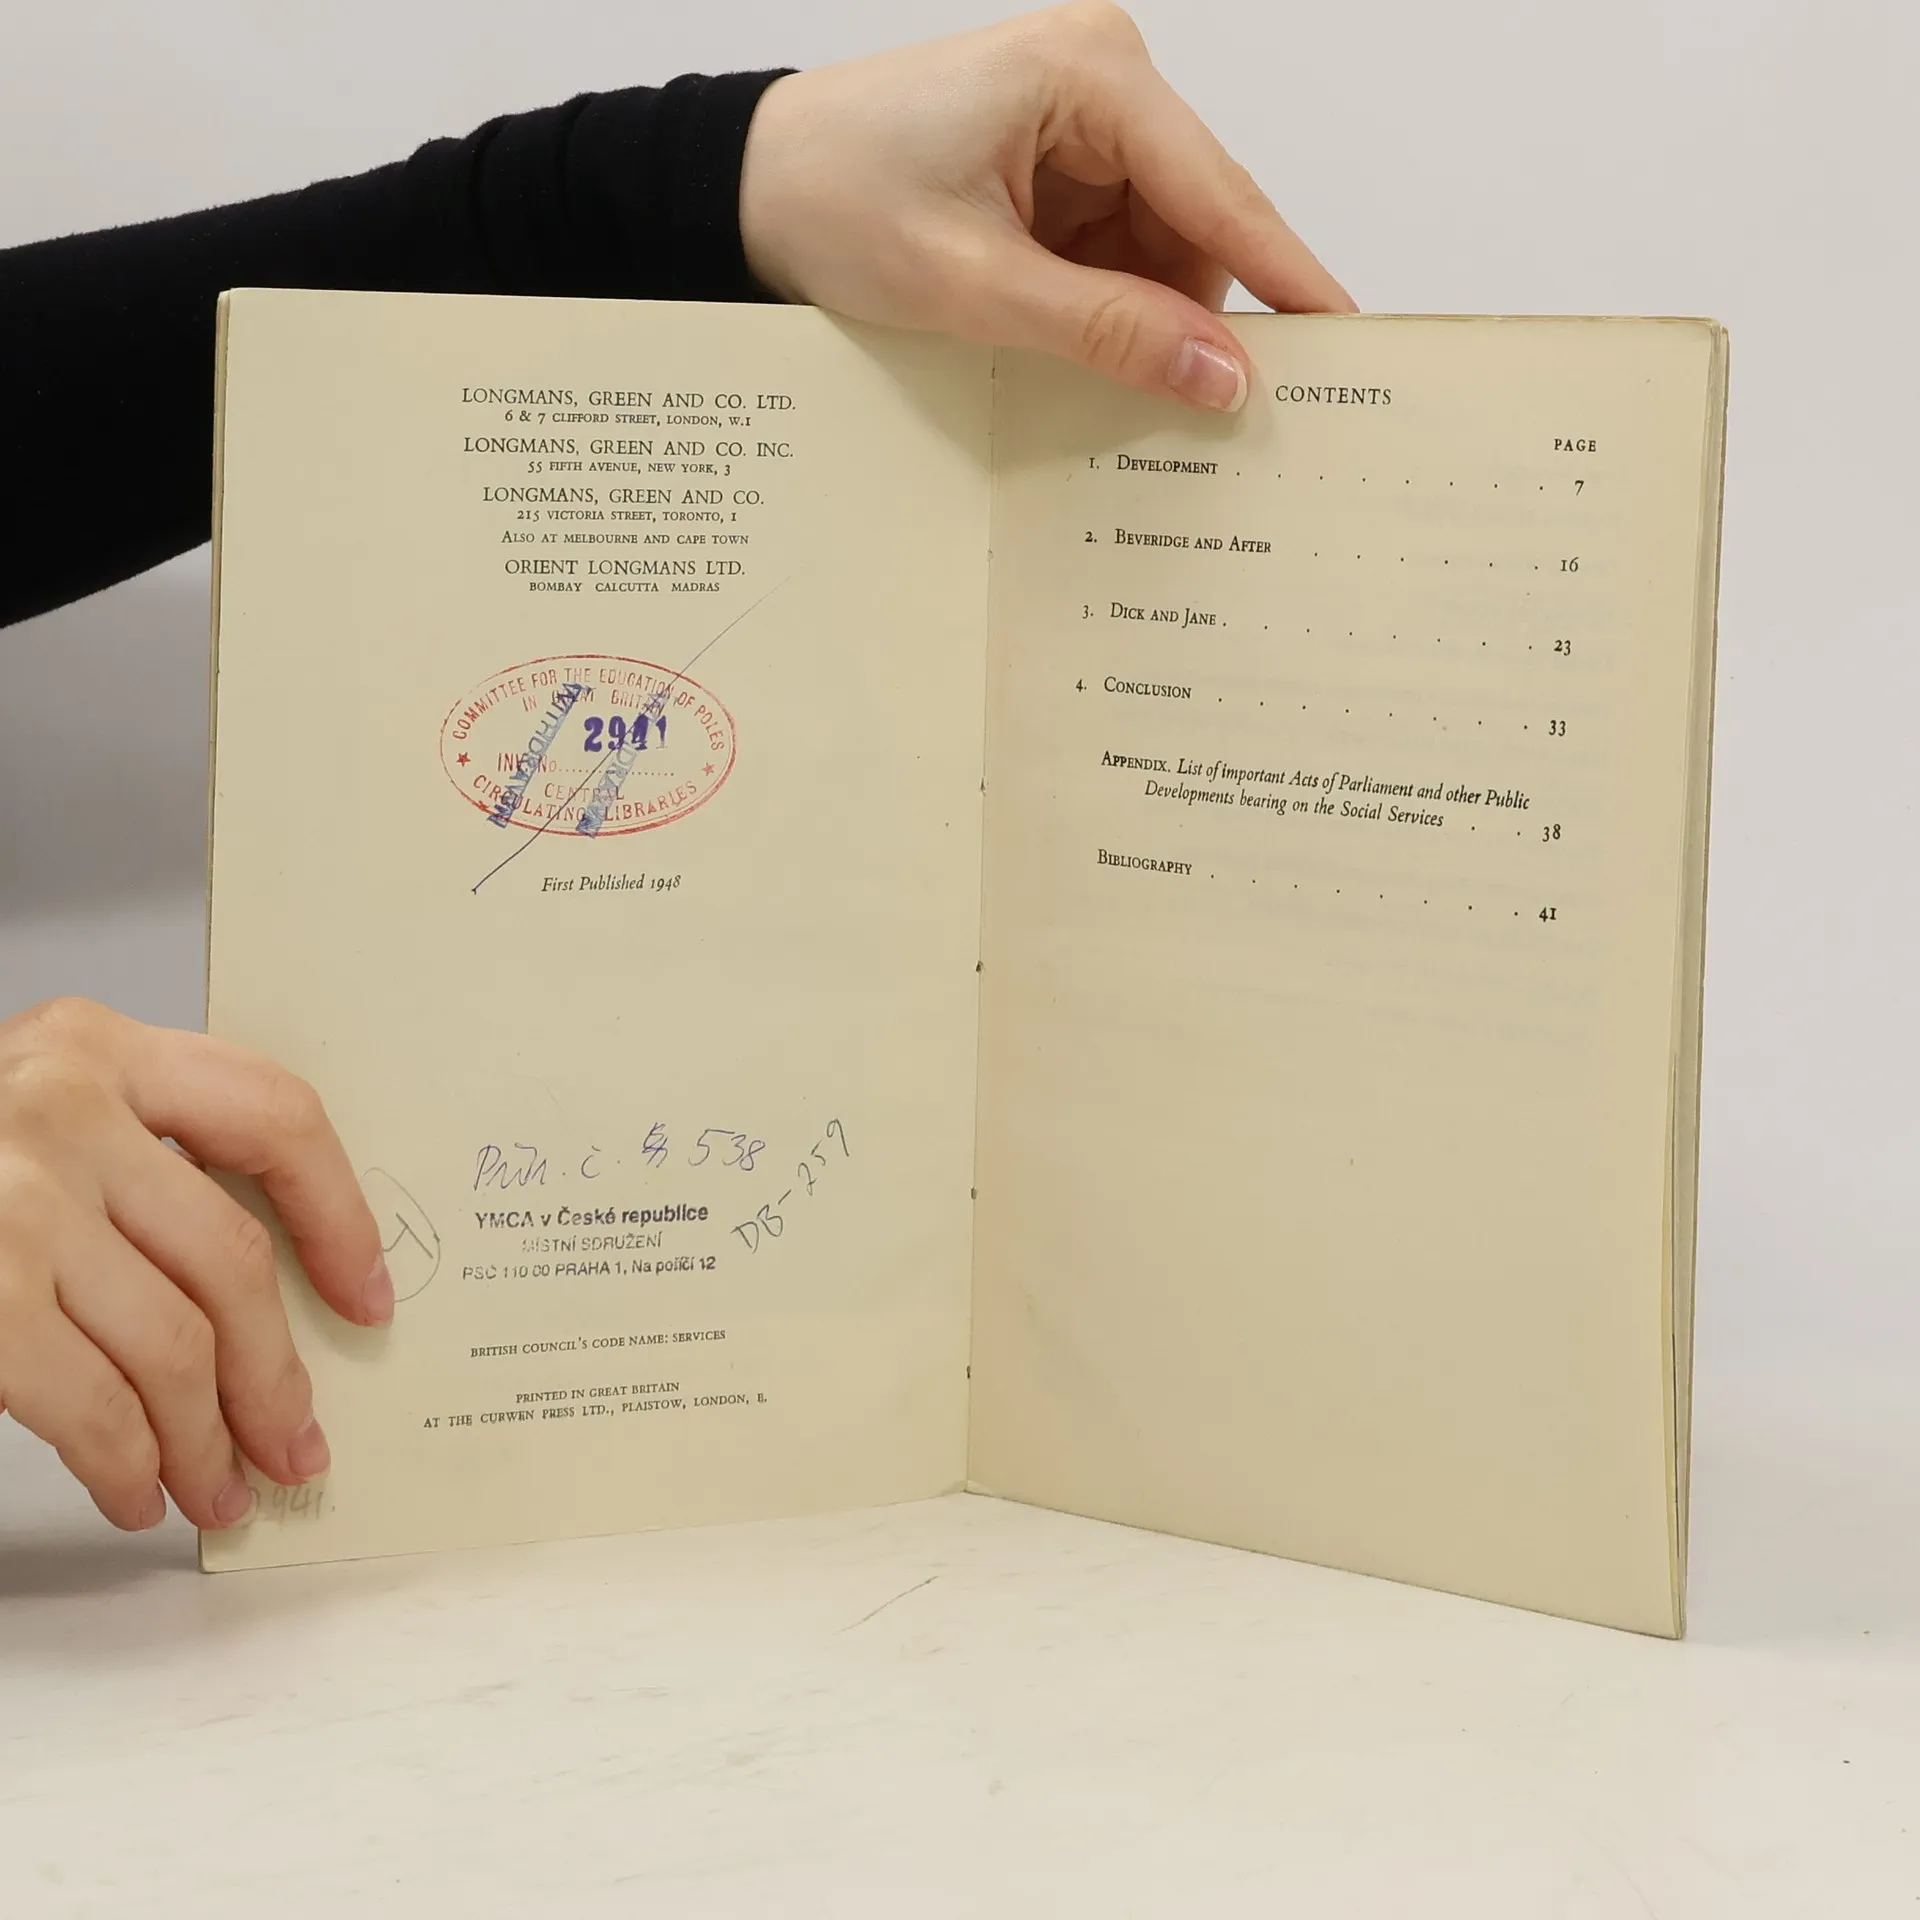 LONGMANS, GREEN AND CO. LTD.
6 & 7 CLIFFORD STREET, LONDON, W.1
LONGMANS, GREEN AND CO. INC.
55 FIFTH AVENUE, NEW YORK, 3
LONGMANS, GREEN AND CO.
215 VICTORIA STREET, TORONTO, 1
ALSO AT MELBOURNE AND CAPE TOWN
ORIENT LONGMANS LTD.
BOMBAY CALCUTTA MADRAS
★ COMMITTEE FOR THE EDUCATION OF POLES ★
IN GREAT BRITAIN
2941
INV. No....................
CENTRAL
CIRCULATING LIBRARIES
WITHDRAWN
WITHDRAWN
First Published 1948
č. 538
DB-259
YMCA v České republice
MÍSTNÍ SDRUŽENÍ
PSČ 110 00 PRAHA 1, Na poříčí 12
BRITISH COUNCIL'S CODE NAME: SERVICES
PRINTED IN GREAT BRITAIN
AT THE CURWEN PRESS LTD., PLAISTOW, LONDON, E.
2941.
CONTENTS
PAGE
1. DEVELOPMENT . . . . . . . . 7
2. BEVERIDGE AND AFTER . . . . . . 16
3. DICK AND JANE . . . . . . . . 23
4. CONCLUSION . . . . . . . . 33
APPENDIX. List of important Acts of Parliament and other Public
Developments bearing on the Social Services . . 38
BIBLIOGRAPHY . . . . . . . . 41